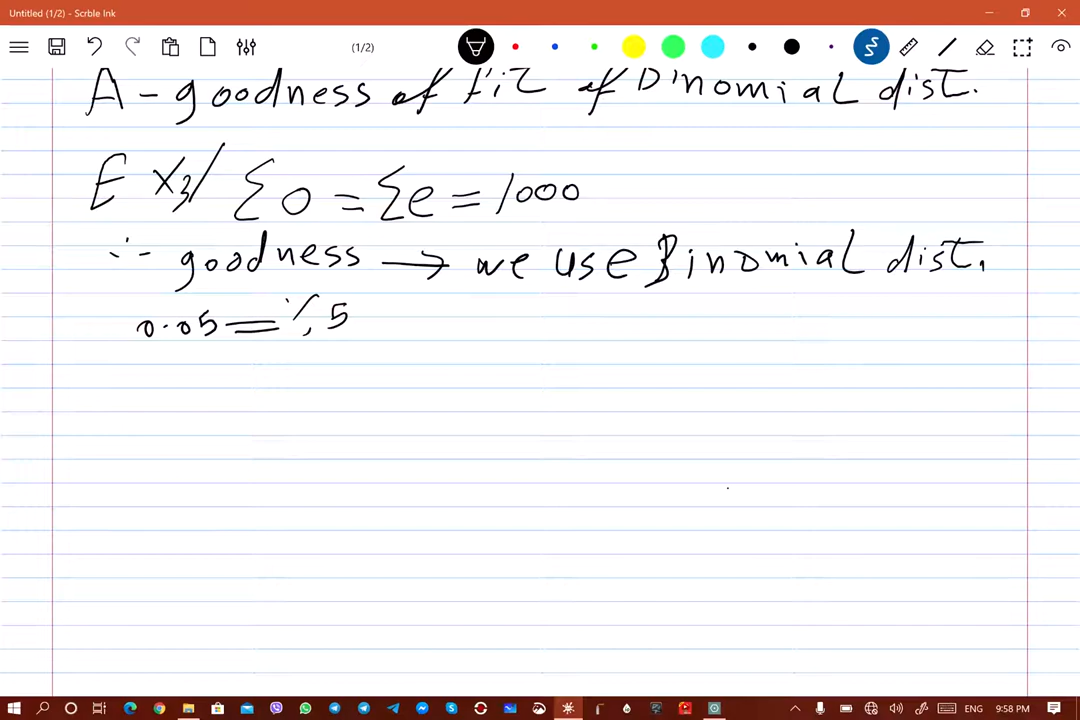 Untitled (1/2) - Scrble Ink
(1/2)
A - goodness of fit of Binomial dist.
Ex3/ Σo = Σe = 1000
∴ goodness → we use Binomial dist.
0.05 = % 5
ENG 9:58 PM